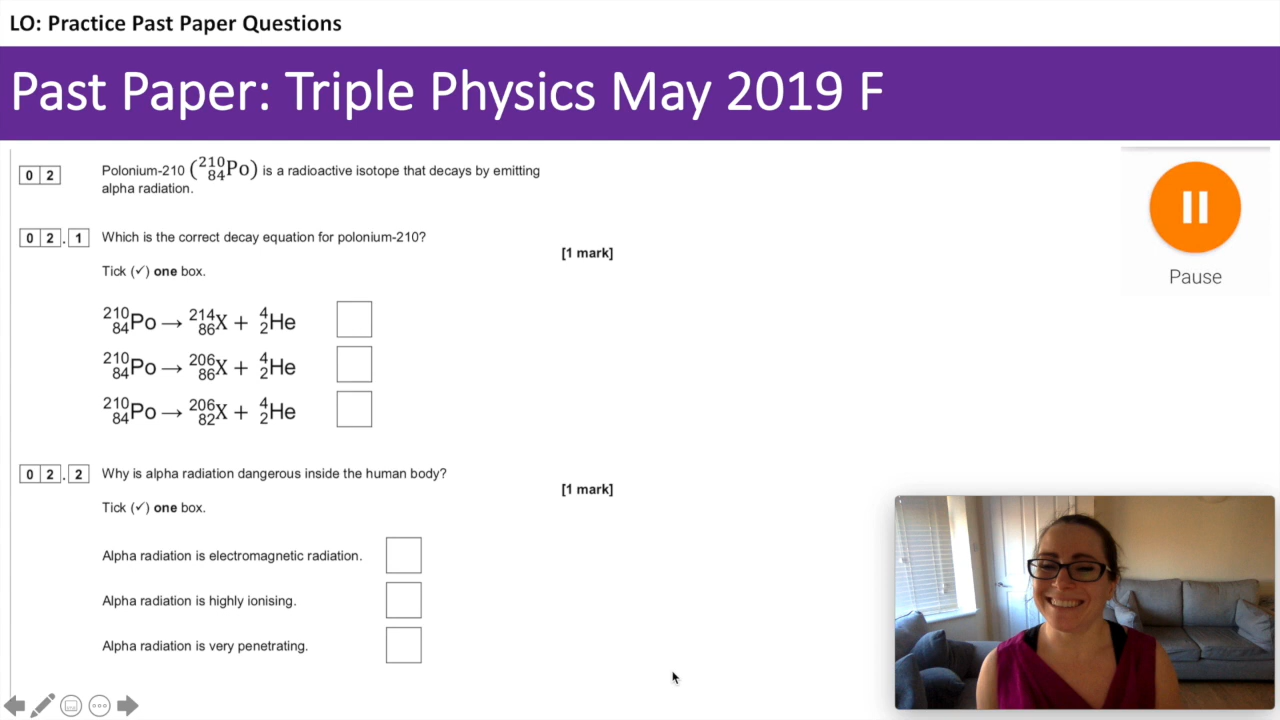 LO: Practice Past Paper Questions
Past Paper: Triple Physics May 2019 F
0 2 Polonium-210 (²¹⁰₈₄Po) is a radioactive isotope that decays by emitting
alpha radiation.
0 2 . 1 Which is the correct decay equation for polonium-210?
[1 mark]
Tick (✓) one box.
²¹⁰₈₄Po → ²¹⁴₈₆X + ⁴₂He
²¹⁰₈₄Po → ²⁰⁶₈₆X + ⁴₂He
²¹⁰₈₄Po → ²⁰⁶₈₂X + ⁴₂He
0 2 . 2 Why is alpha radiation dangerous inside the human body?
[1 mark]
Tick (✓) one box.
Alpha radiation is electromagnetic radiation.
Alpha radiation is highly ionising.
Alpha radiation is very penetrating.
Pause